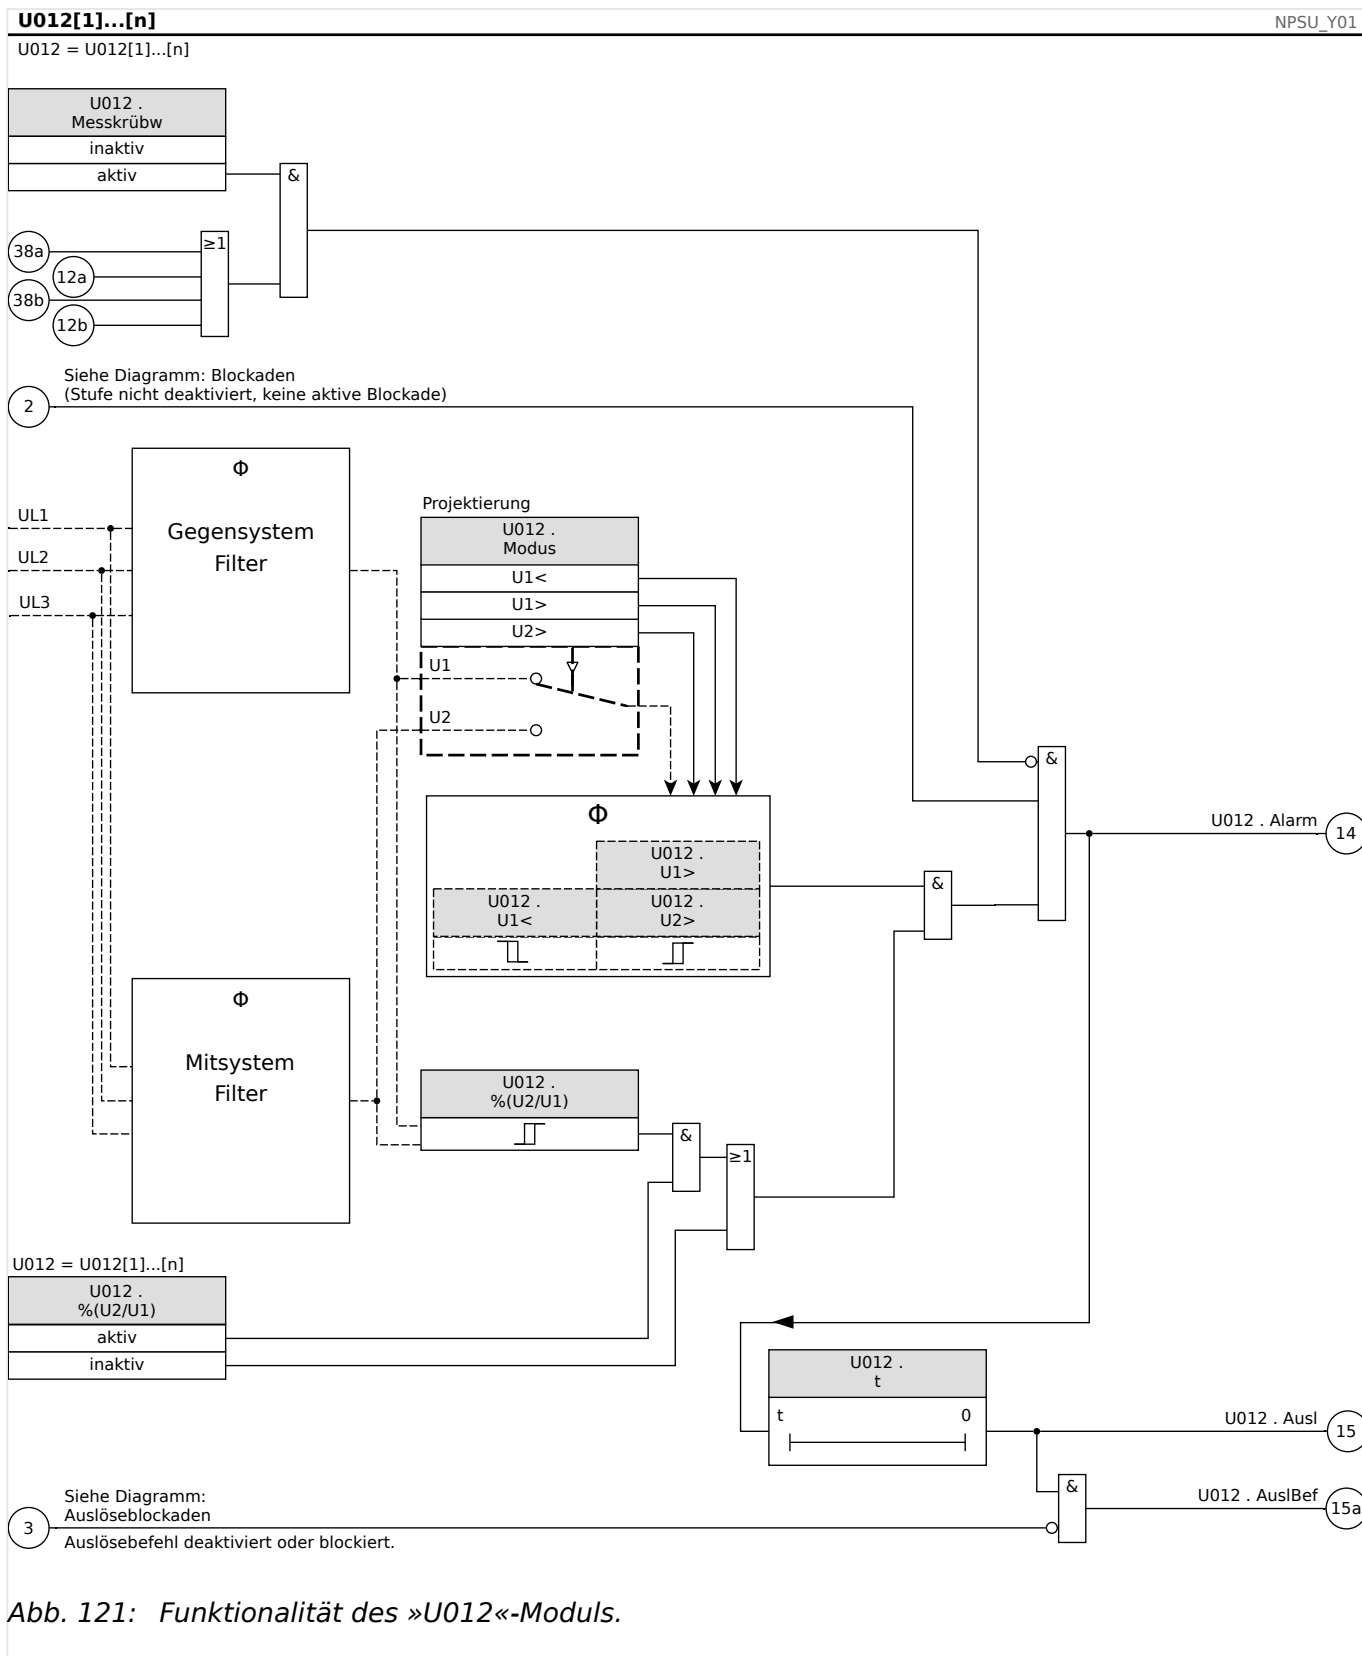 U012[1]...[n]
NPSU_Y01
U012 = U012[1]...[n]
U012 .
Messkrübw
inaktiv
aktiv
&
≥1
38a
12a
38b
12b
Siehe Diagramm: Blockaden
(Stufe nicht deaktiviert, keine aktive Blockade)
2
Φ
Gegensystem
Filter
UL1
UL2
UL3
Projektierung
U012 .
Modus
U1<
U1>
U2>
U1
U2
Φ
U012 .
U1>
U012 .
U1<
U012 .
U2>
&
&
U012 . Alarm
14
Φ
Mitsystem
Filter
U012 .
%(U2/U1)
&
≥1
U012 = U012[1]...[n]
U012 .
%(U2/U1)
aktiv
inaktiv
U012 .
t
t
0
U012 . Ausl
15
&
U012 . AuslBef
15a
Siehe Diagramm:
Auslöseblockaden
3
Auslösebefehl deaktiviert oder blockiert.
Abb. 121: Funktionalität des »U012«-Moduls.